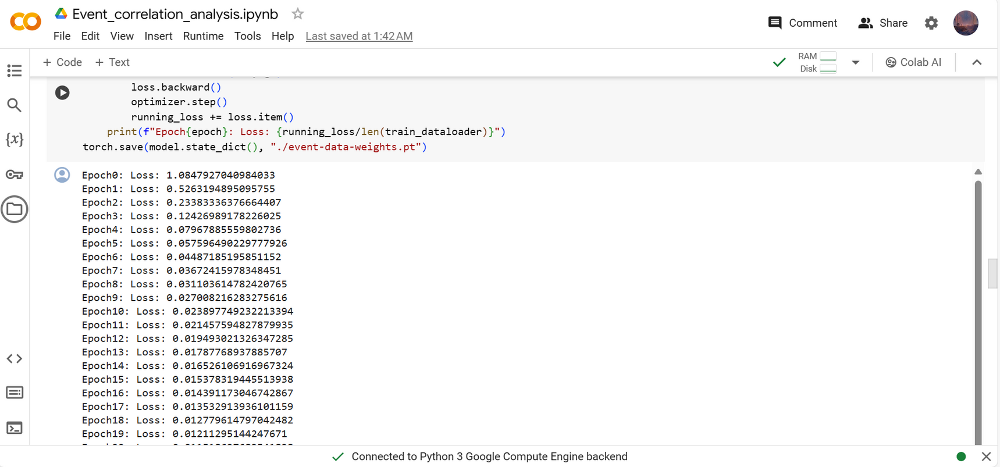 Event_correlation_analysis.ipynb
Comment
Share
File Edit View Insert Runtime Tools Help Last saved at 1:42 AM
+ Code + Text
RAM
Disk
Colab AI
loss.backward()
optimizer.step()
running_loss += loss.item()
print(f"Epoch{epoch}: Loss: {running_loss/len(train_dataloader)}")
torch.save(model.state_dict(), "./event-data-weights.pt")
{x}
Epoch0: Loss: 1.0847927040984033
Epoch1: Loss: 0.5263194895095755
Epoch2: Loss: 0.23383336376664407
Epoch3: Loss: 0.12426989178226025
Epoch4: Loss: 0.07967885559802736
Epoch5: Loss: 0.057596490229777926
Epoch6: Loss: 0.04487185195851152
Epoch7: Loss: 0.03672415978348451
Epoch8: Loss: 0.031103614782420765
Epoch9: Loss: 0.027008216283275616
Epoch10: Loss: 0.023897749232213394
Epoch11: Loss: 0.021457594827879935
Epoch12: Loss: 0.019493021326347285
Epoch13: Loss: 0.01787768937885707
Epoch14: Loss: 0.016526106916967324
Epoch15: Loss: 0.015378319445513938
Epoch16: Loss: 0.014391173046742867
Epoch17: Loss: 0.013532913936101159
Epoch18: Loss: 0.012779614797042482
Epoch19: Loss: 0.01211295144247671
Connected to Python 3 Google Compute Engine backend